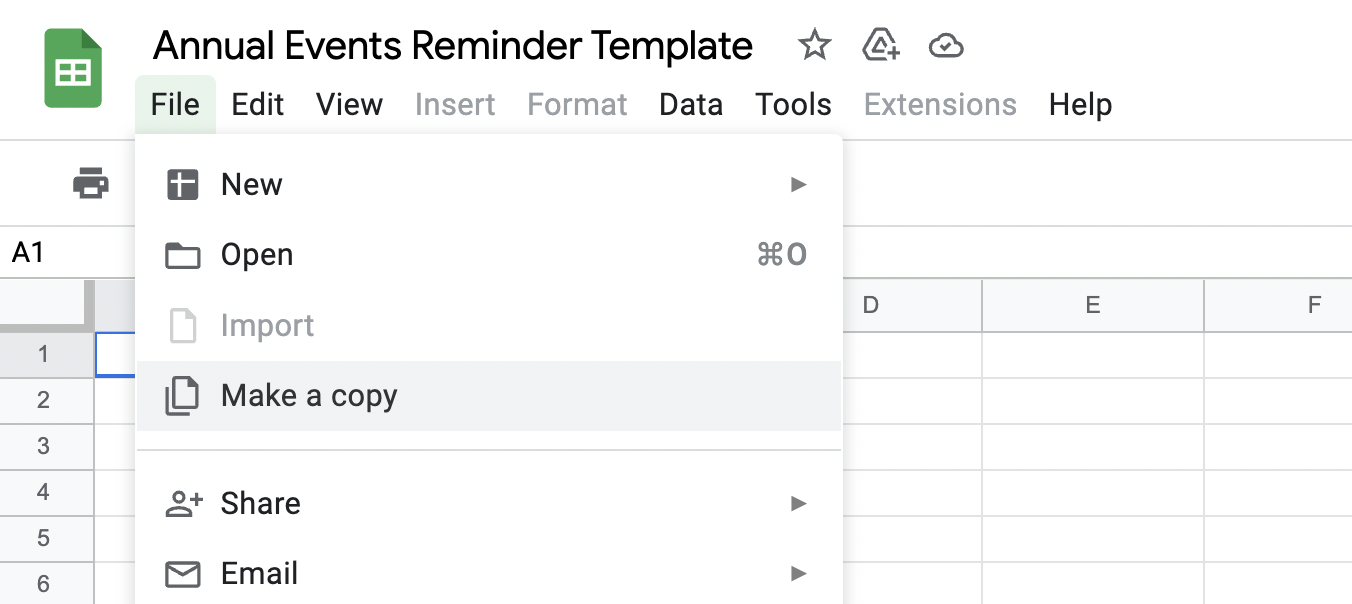 Annual Events Reminder Template
File Edit View Insert Format Data Tools Extensions Help
New
Open ⌘O
A1
D E F
Import
1
Make a copy
2
3
4
Share
5
Email
6